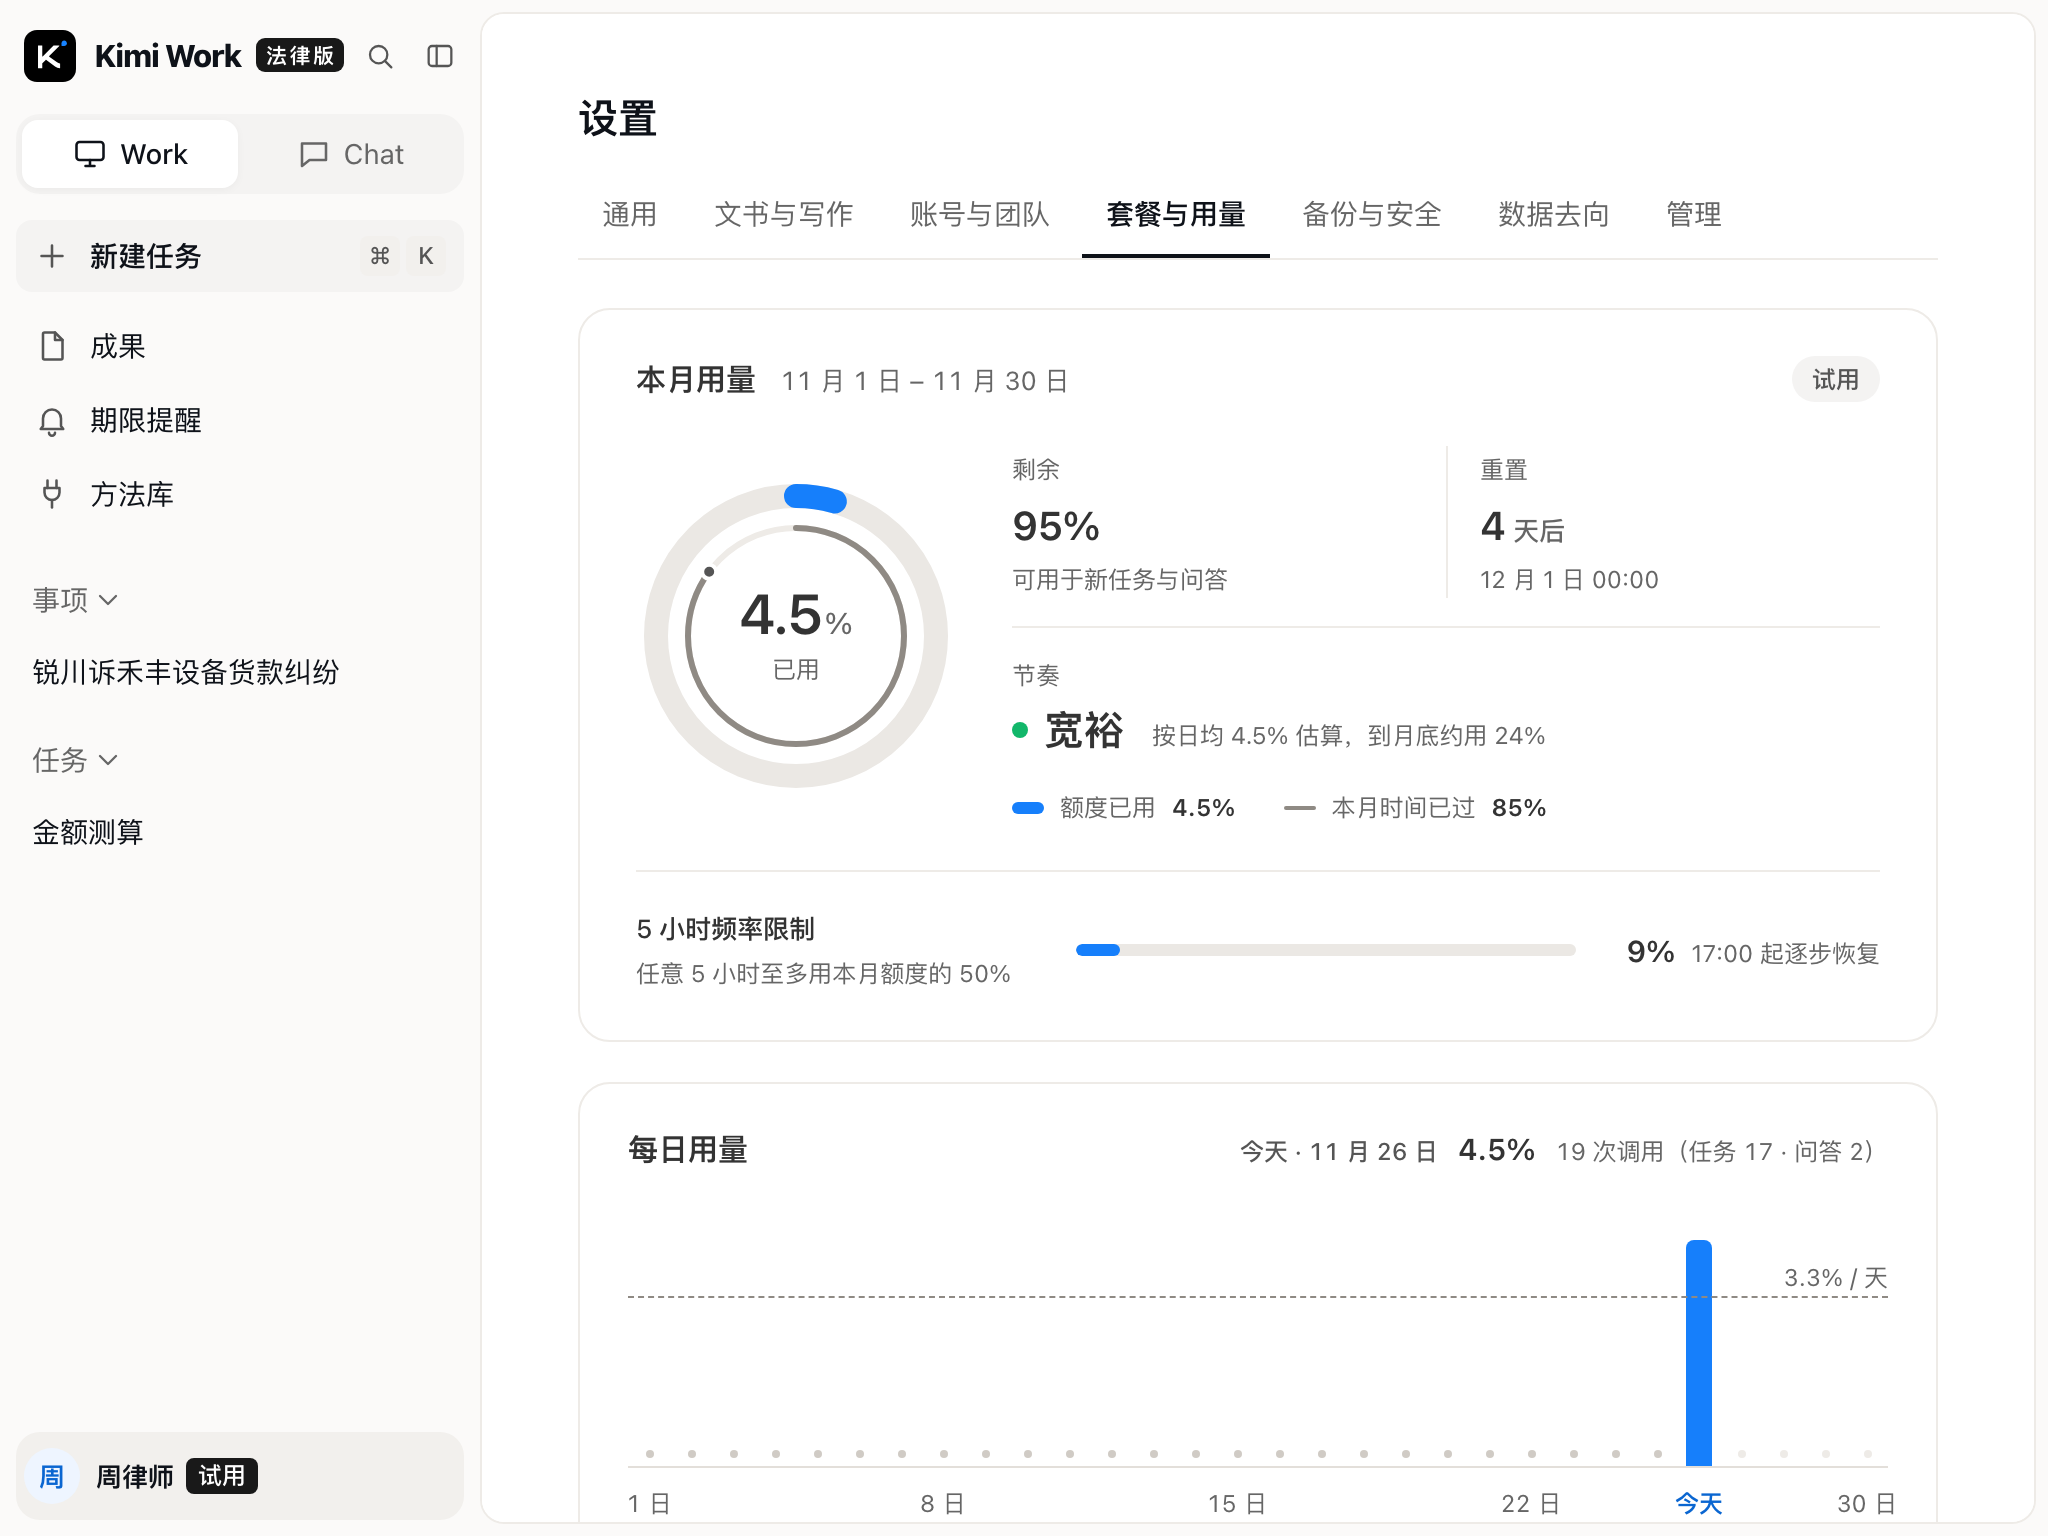 Kimi Work 法律版
Work
Chat
新建任务 ⌘ K
成果
期限提醒
方法库
事项
锐川诉禾丰设备货款纠纷
任务
金额测算
周 周律师 试用
设置
通用 文书与写作 账号与团队 套餐与用量 备份与安全 数据去向 管理
本月用量 11 月 1 日 – 11 月 30 日 试用
4.5%
已用
剩余
95%
可用于新任务与问答
重置
4 天后
12 月 1 日 00:00
节奏
宽裕 按日均 4.5% 估算，到月底约用 24%
额度已用 4.5% 本月时间已过 85%
5 小时频率限制
任意 5 小时至多用本月额度的 50%
9% 17:00 起逐步恢复
每日用量 今天 · 11 月 26 日 4.5% 19 次调用（任务 17 · 问答 2）
3.3% / 天
1 日 8 日 15 日 22 日 今天 30 日